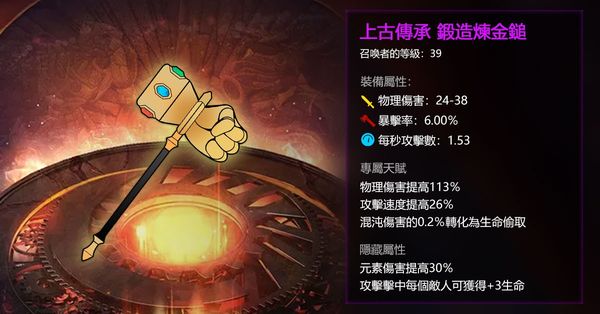 上古傳承 鍛造煉金鎚
召喚者的等級：39
裝備屬性：
物理傷害：24-38
暴擊率：6.00%
每秒攻擊數：1.53
專屬天賦
物理傷害提高113%
攻擊速度提高26%
混沌傷害的0.2%轉化為生命偷取
隱藏屬性
元素傷害提高30%
攻擊擊中每個敵人可獲得+3生命